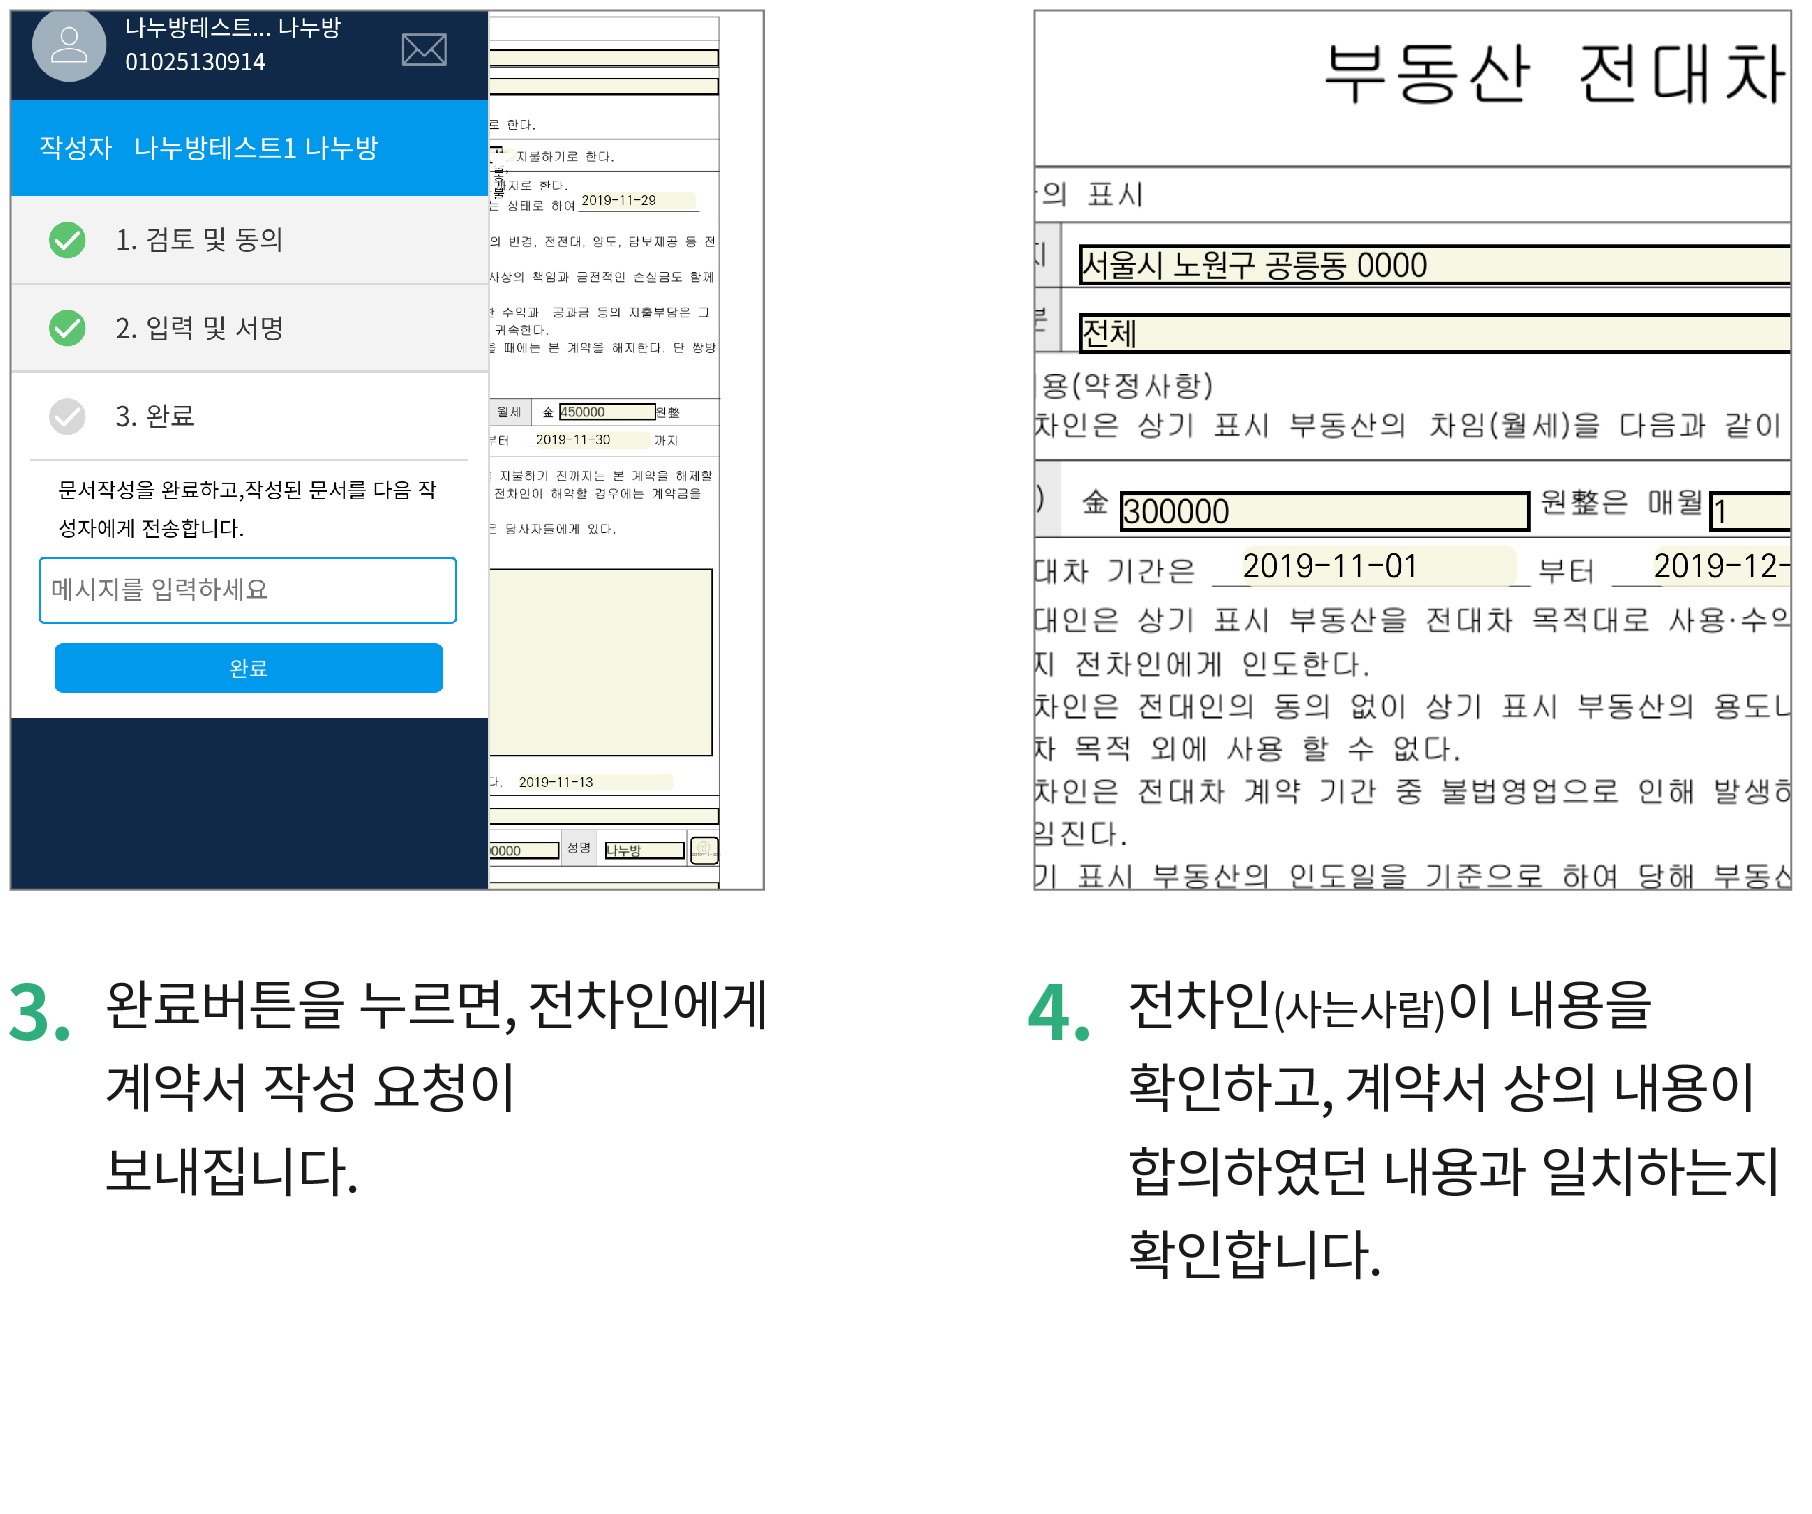 나누방테스트... 나누방
01025130914
작성자 나누방테스트1 나누방
1. 검토 및 동의
2. 입력 및 서명
3. 완료
문서작성을 완료하고,작성된 문서를 다음 작
성자에게 전송합니다.
메시지를 입력하세요
완료
로 한다.
지불하기로 한다.
까지로 한다.
는 상태로 하여 2019-11-29
의 변경, 전전대, 양도, 담보제공 등 전
사상의 책임과 금전적인 손실금도 함께
한 수익과 공과금 등의 지출부담은 그
귀속한다.
을 때에는 본 계약을 해지한다. 단 쌍방
월세 金 450000 원整
부터 2019-11-30 까지
지불하기 전까지는 본 계약을 해제할
전차인이 해약할 경우에는 계약금을
로 당사자들에게 있다.
다. 2019-11-13
0000 성명 나누방
3. 완료버튼을 누르면, 전차인에게
계약서 작성 요청이
보내집니다.
부동산 전대차
의 표시
지 서울시 노원구 공릉동 0000
분 전체
용(약정사항)
차인은 상기 표시 부동산의 차임(월세)을 다음과 같이
) 金 300000 원整은 매월 1
대차 기간은 2019-11-01 부터 2019-12-
대인은 상기 표시 부동산을 전대차 목적대로 사용·수익
지 전차인에게 인도한다.
차인은 전대인의 동의 없이 상기 표시 부동산의 용도나
차 목적 외에 사용 할 수 없다.
차인은 전대차 계약 기간 중 불법영업으로 인해 발생하
임진다.
기 표시 부동산의 인도일을 기준으로 하여 당해 부동산
4. 전차인(사는사람)이 내용을
확인하고, 계약서 상의 내용이
합의하였던 내용과 일치하는지
확인합니다.